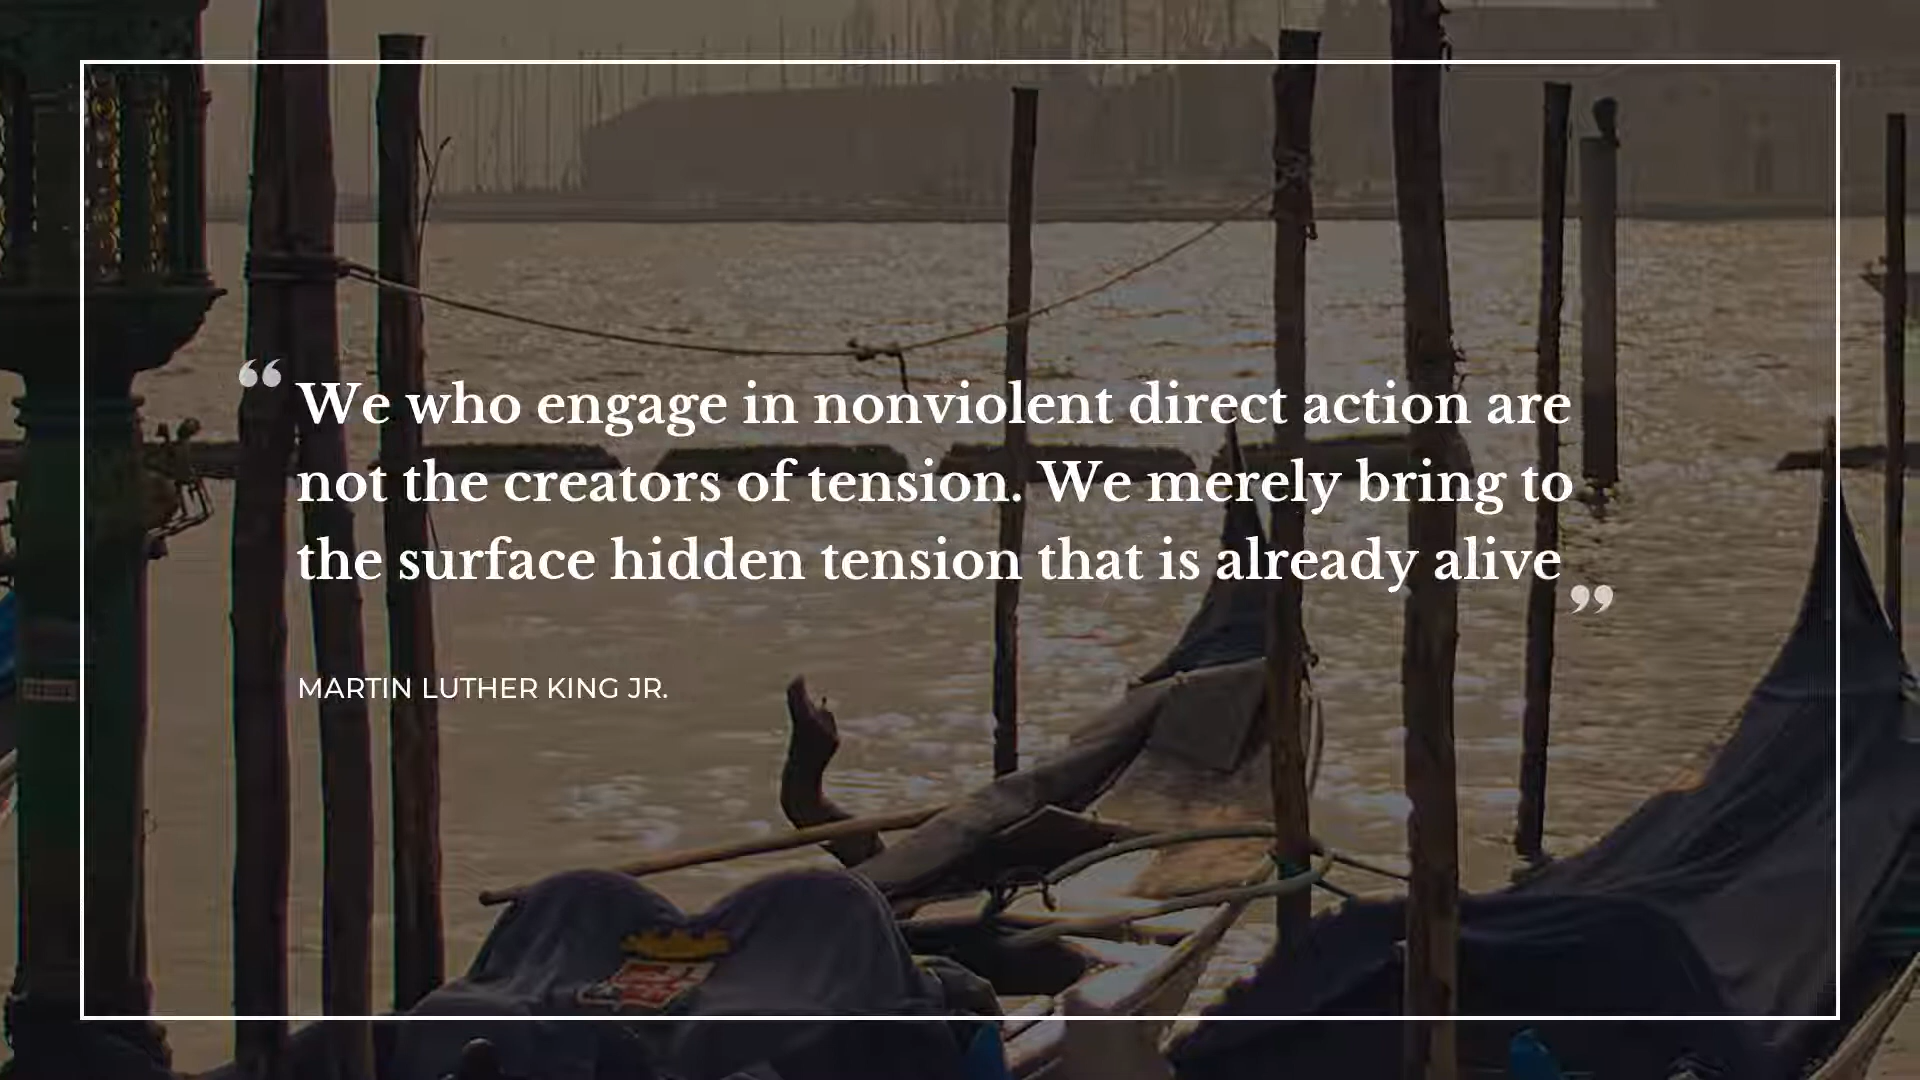 “We who engage in nonviolent direct action are
not the creators of tension. We merely bring to
the surface hidden tension that is already alive”
MARTIN LUTHER KING JR.